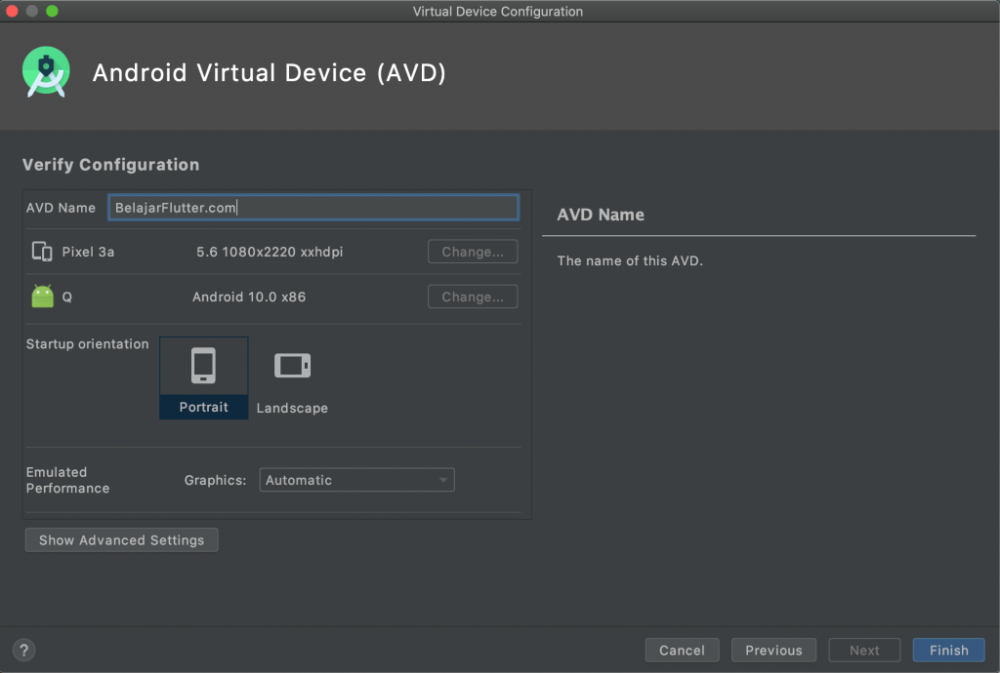 Virtual Device Configuration
Android Virtual Device (AVD)
Verify Configuration
AVD Name BelajarFlutter.com
Pixel 3a 5.6 1080x2220 xxhdpi Change...
Q Android 10.0 x86 Change...
Startup orientation
Portrait Landscape
Emulated
Performance
Graphics: Automatic
Show Advanced Settings
AVD Name
The name of this AVD.
? Cancel Previous Next Finish